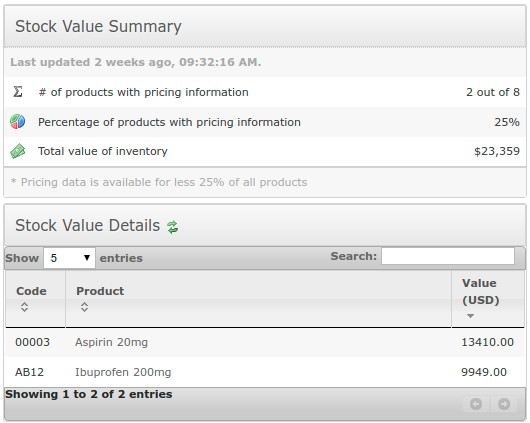 Stock Value Summary
Last updated 2 weeks ago, 09:32:16 AM.
Σ # of products with pricing information 2 out of 8
Percentage of products with pricing information 25%
Total value of inventory $23,359
* Pricing data is available for less 25% of all products
Stock Value Details
Show 5 entries Search:
Code Product Value (USD)
00003 Aspirin 20mg 13410.00
AB12 Ibuprofen 200mg 9949.00
Showing 1 to 2 of 2 entries